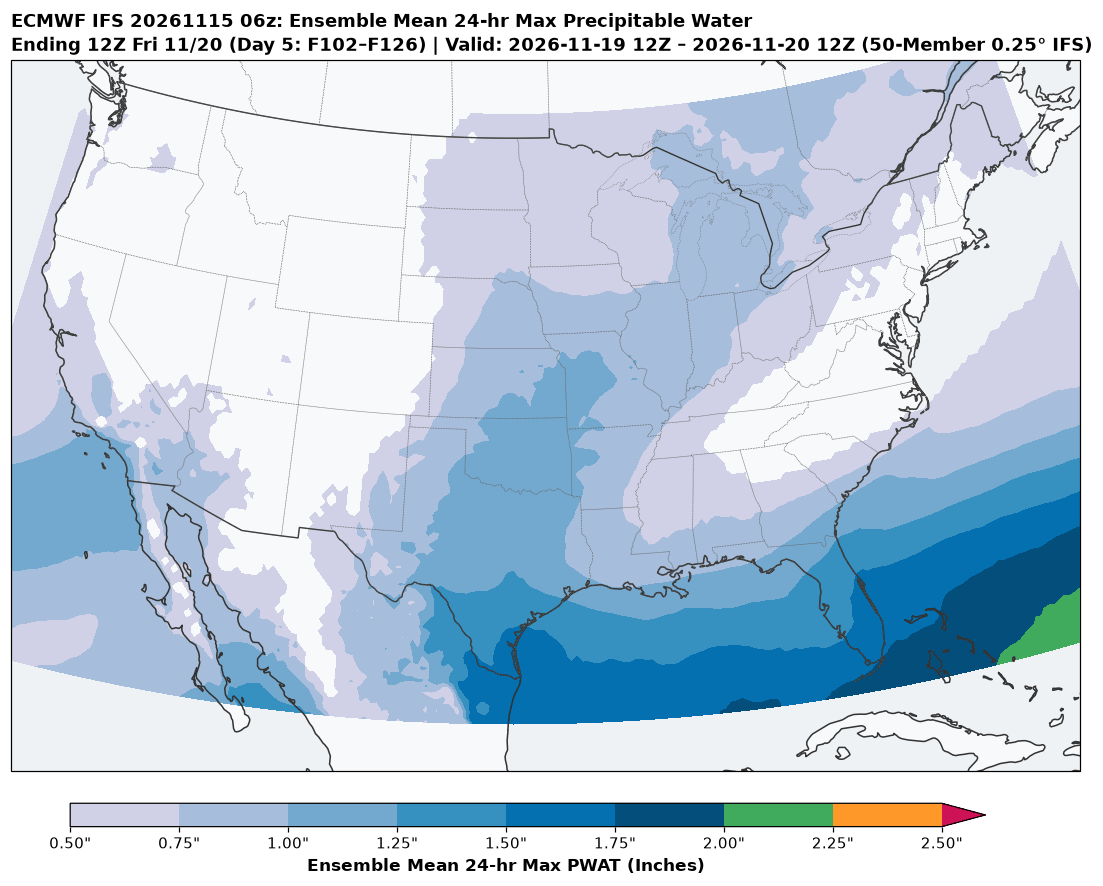 ECMWF IFS 20261115 06z: Ensemble Mean 24-hr Max Precipitable Water
Ending 12Z Fri 11/20 (Day 5: F102–F126) | Valid: 2026-11-19 12Z – 2026-11-20 12Z (50-Member 0.25° IFS)
0.50" 0.75" 1.00" 1.25" 1.50" 1.75" 2.00" 2.25" 2.50"
Ensemble Mean 24-hr Max PWAT (Inches)